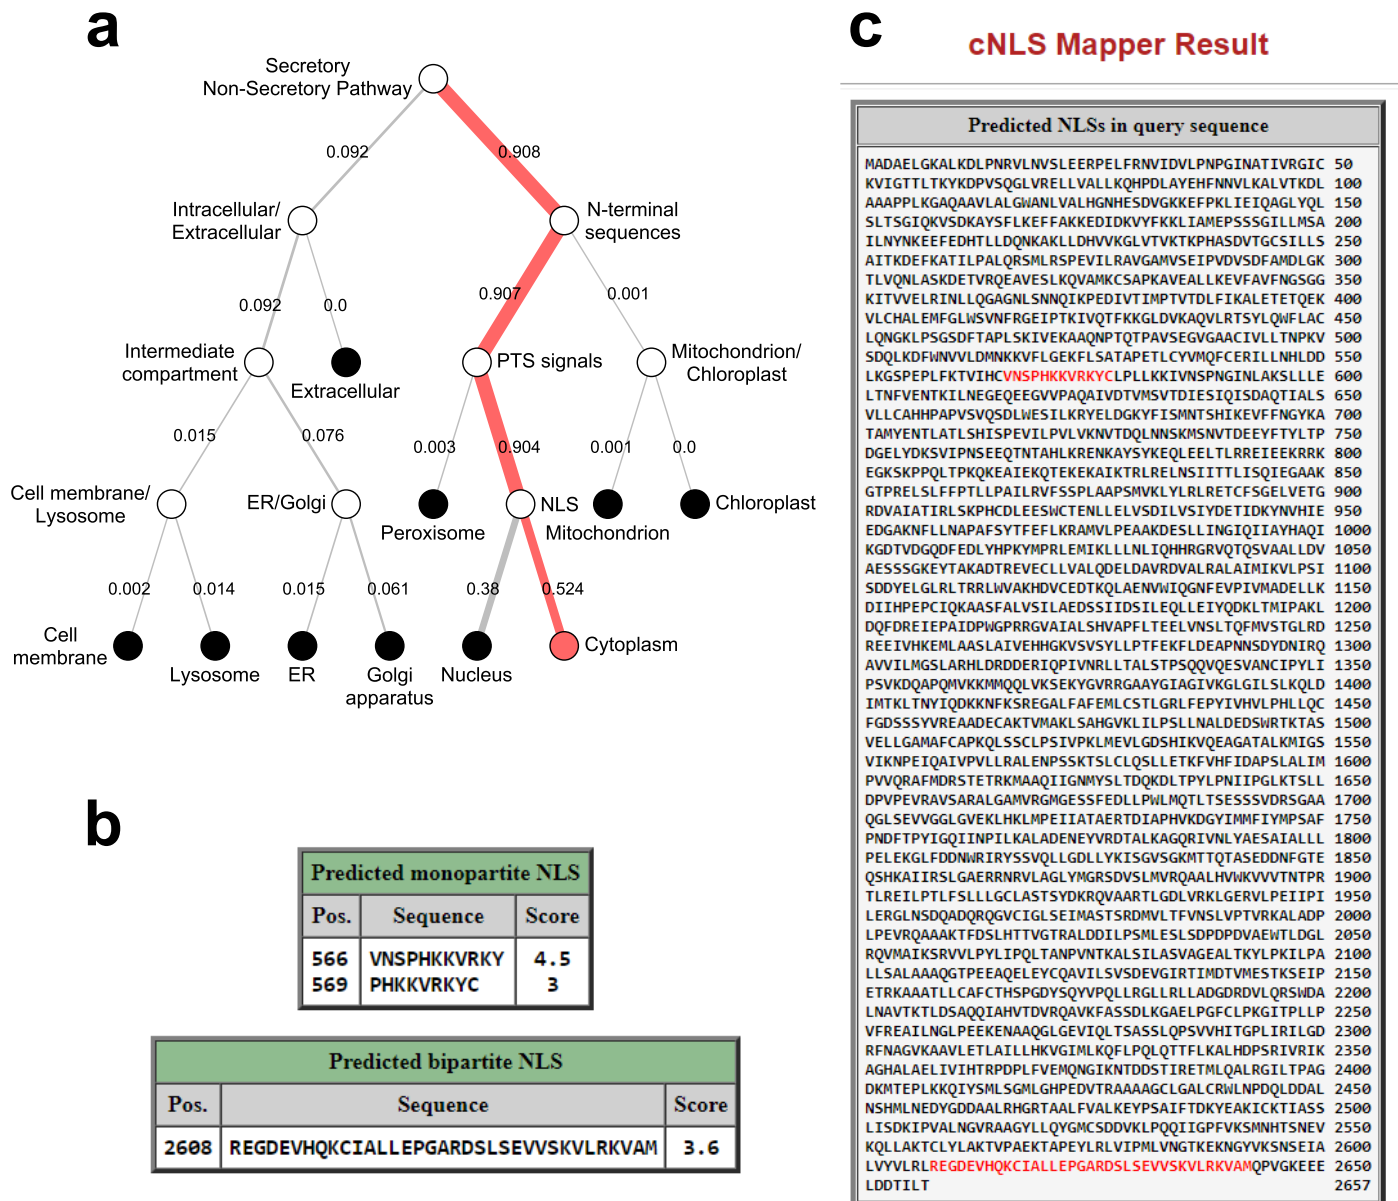 a
Secretory
Non-Secretory Pathway
0.092
0.908
Intracellular/
Extracellular
N-terminal
sequences
0.092
0.0
0.907
0.001
Intermediate
compartment
Extracellular
PTS signals
Mitochondrion/
Chloroplast
0.015
0.076
0.003
0.904
0.001
0.0
Cell membrane/
Lysosome
ER/Golgi
Peroxisome
NLS
Mitochondrion
Chloroplast
0.002
0.014
0.015
0.061
0.38
0.524
Cell
membrane
Lysosome
ER
Golgi
apparatus
Nucleus
Cytoplasm
b
Predicted monopartite NLS
Pos. Sequence Score
566 VNSPHKKVRKY 4.5
569 PHKKVRKYC 3
Predicted bipartite NLS
Pos. Sequence Score
2608 REGDEVHQKCIALLEPGARDSLSEVVSKVLRKVAM 3.6
c
cNLS Mapper Result
Predicted NLSs in query sequence
MADAELGKALKDLPNRVLNVSLEERPELFRNVIDVLPNPGINATIVRGIC 50
KVIGTTLTKYKDPVSQGLVRELLVALLKQHPDLAYEHFNNVLKALVTKDL 100
AAAPPLKGAQAAVLALGWANLVALHGNHESDVGKKEFPKLIEIQAGLYQL 150
SLTSGIQKVSDKAYSFLKEFFAKKEDIDKVYFKKLIAMEPSSSGILLMSA 200
ILNYNKEEFEDHTLLDQNKAKLLDHVVKGLVTVKTKPHASDVTGCSILLS 250
AITKDEFKATILPALQRSMLRSPEVILRAVGAMVSEIPVDVSDFAMDLGK 300
TLVQNLASKDETVRQEAVESLKQVAMKCSAPKAVEALLKEVFAVFNGSGG 350
KITVVELRINLLQGAGNLSNNQIKPEDIVTIMPTVTDLFIKALETETQEK 400
VLCHALEMFGLWSVNFRGEIPTKIVQTFKKGLDVKAQVLRTSYLQWFLAC 450
LQNGKLPSGSDFTAPLSKIVEKAAQNPTQTPAVSEGVGAACIVLLTNPKV 500
SDQLKDFWNVVLDMNKKVFLGEKFLSATAPETLCYVMQFCERILLNHLDD 550
LKGSPEPLFKTVIHCVNSPHKKVRKYCLPLLKKIVNSPNGINLAKSLLLE 600
LTNFVENTKILNEGEQEEGVVPAQAIVDTVMSVTDIESIQISDAQTIALS 650
VLLCAHHPAPVSVQSDLWESILKRYELDGKYFISMNTSHIKEVFFNGYKA 700
TAMYENTLATLSHISPEVILPVLVKNVTDQLNNSKMSNVTDEEYFTYLTP 750
DGELYDKSVIPNSEEQTNTAHLKRENKAYSYKEQLEELTLRREIEEKRRK 800
EGKSKPPQLTPKQKEAIEKQTEKEKAIKTRLRELNSIITTLISQIEGAAK 850
GTPRELSLFFPTLLPAILRVFSSPLAAPSMVKLYLRLRETCFSGELVETG 900
RDVAIATIRLSKPHCDLEESWCTENLLELVSDILVSIYDETIDKYNVHIE 950
EDGAKNFLLNAPAFSYTFEFLKRAMVLPEAAKDESLLINGIQIIAYHAQI 1000
KGDTVDGQDFEDLYHPKYMPRLEMIKLLLNLIQHHRGRVQTQSVAALLDV 1050
AESSSGKEYTAKADTREVECLLVALQDELDAVRDVALRALAIMIKVLPSI 1100
SDDYELGLRLTRRLWVAKHDVCEDTKQLAENVWIQGNFEVPIVMADELLK 1150
DIIHPEPCIQKAASFALVSILAEDSSIIDSILEQLLEIYQDKLTMIPAKL 1200
DQFDREIEPAIDPWGPRRGVAIALSHVAPFLTEELVNSLTQFMVSTGLRD 1250
REEIVHKEMLAASLAIVEHHGKVSVSYLLPTFEKFLDEAPNNSDYDNIRQ 1300
AVVILMGSLARHLDRDDERIQPIVNRLLTALSTPSQQVQESVANCIPYLI 1350
PSVKDQAPQMVKKMMQQLVKSEKYGVRRGAAYGIAGIVKGLGILSLKQLD 1400
IMTKLTNYIQDKKNFKSREGALFAFEMLCSTLGRLFEPYIVHVLPHLLQC 1450
FGDSSSYVREAADECAKTVMAKLSAHGVKLILPSLLNALDEDSWRTKTAS 1500
VELLGAMAFCAPKQLSSCLPSIVPKLMEVLGDSHIKVQEAGATALKMIGS 1550
VIKNPEIQAIVPVLLRALENPSSKTSLCLQSLLETKFVHFIDAPSLALIM 1600
PVVQRAFMDRSTETRKMAAQIIGNMYSLTDQKDLTPYLPNIIPGLKTSLL 1650
DPVPEVRAVSARALGAMVRGMGESSFEDLLPWLMQTLTSESSSVDRSGAA 1700
QGLSEVVGGLGVEKLHKLMPEIIATAERTDIAPHVKDGYIMMFIYMPSAF 1750
PNDFTPYIGQIINPILKALADENEYVRDTALKAGQRIVNLYAESAIALLL 1800
PELEKGLFDDNWRIRYSSVQLLGDLLYKISGVSGKMTTQTASEDDNFGTE 1850
QSHKAIIRSLGAERRNRVLAGLYMGRSDVSLMVRQAALHVWKVVVTNTPR 1900
TLREILPTLFSLLLGCLASTSYDKRQVAARTLGDLVRKLGERVLPEIIPI 1950
LERGLNSDQADQRQGVCIGLSEIMASTSRDMVLTFVNSLVPTVRKALADP 2000
LPEVRQAAAKTFDSLHTTVGTRALDDILPSMLESLSDPDPDVAEWTLDGL 2050
RQVMAIKSRVVLPYLIPQLTANPVNTKALSILASVAGEALTKYLPKILPA 2100
LLSALAAAQGTPEEAQELEYCQAVILSVSDEVGIRTIMDTVMESTKSEIP 2150
ETRKAAATLLCAFCTHSPGDYSQYVPQLLRGLLRLLADGDRDVLQRSWDA 2200
LNAVTKTLDSAQQIAHVTDVRQAVKFASSDLKGAELPGFCLPKGITPLLP 2250
VFREAILNGLPEEKENAAQGLGEVIQLTSASSLQPSVVHITGPLIRILGD 2300
RFNAGVKAAVLETLAILLHKVGIMLKQFLPQLQTTFLKALHDPSRIVRIK 2350
AGHALAELIVIHTRPDPLFVEMQNGIKNTDDSTIRETMLQALRGILTPAG 2400
DKMTEPLKKQIYSMLSGMLGHPEDVTRAAAAGCLGALCRWLNPDQLDDAL 2450
NSHMLNEDYGDDAALRHGRTAALFVALKEYPSAIFTDKYEAKICKTIASS 2500
LISDKIPVALNGVRAAGYLLQYGMCSDDVKLPQQIIGPFVKSMNHTSNEV 2550
KQLLAKTCLYLAKTVPAEKTAPEYLRLVIPMLVNGTKEKNGYVKSNSEIA 2600
LVYVLRLREGDEVHQKCIALLEPGARDSLSEVVSKVLRKVAMQPVGKEEE 2650
LDDTILT 2657